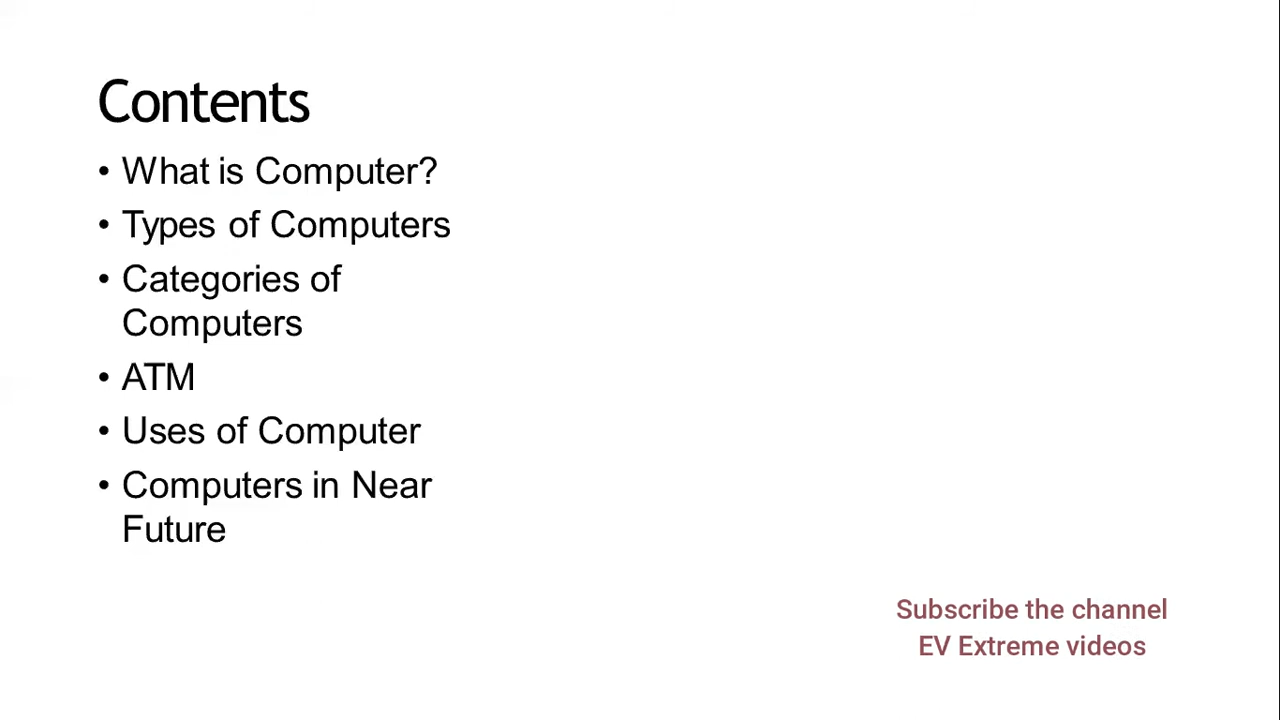 Contents
• What is Computer?
• Types of Computers
• Categories of
Computers
• ATM
• Uses of Computer
• Computers in Near
Future
Subscribe the channel
EV Extreme videos